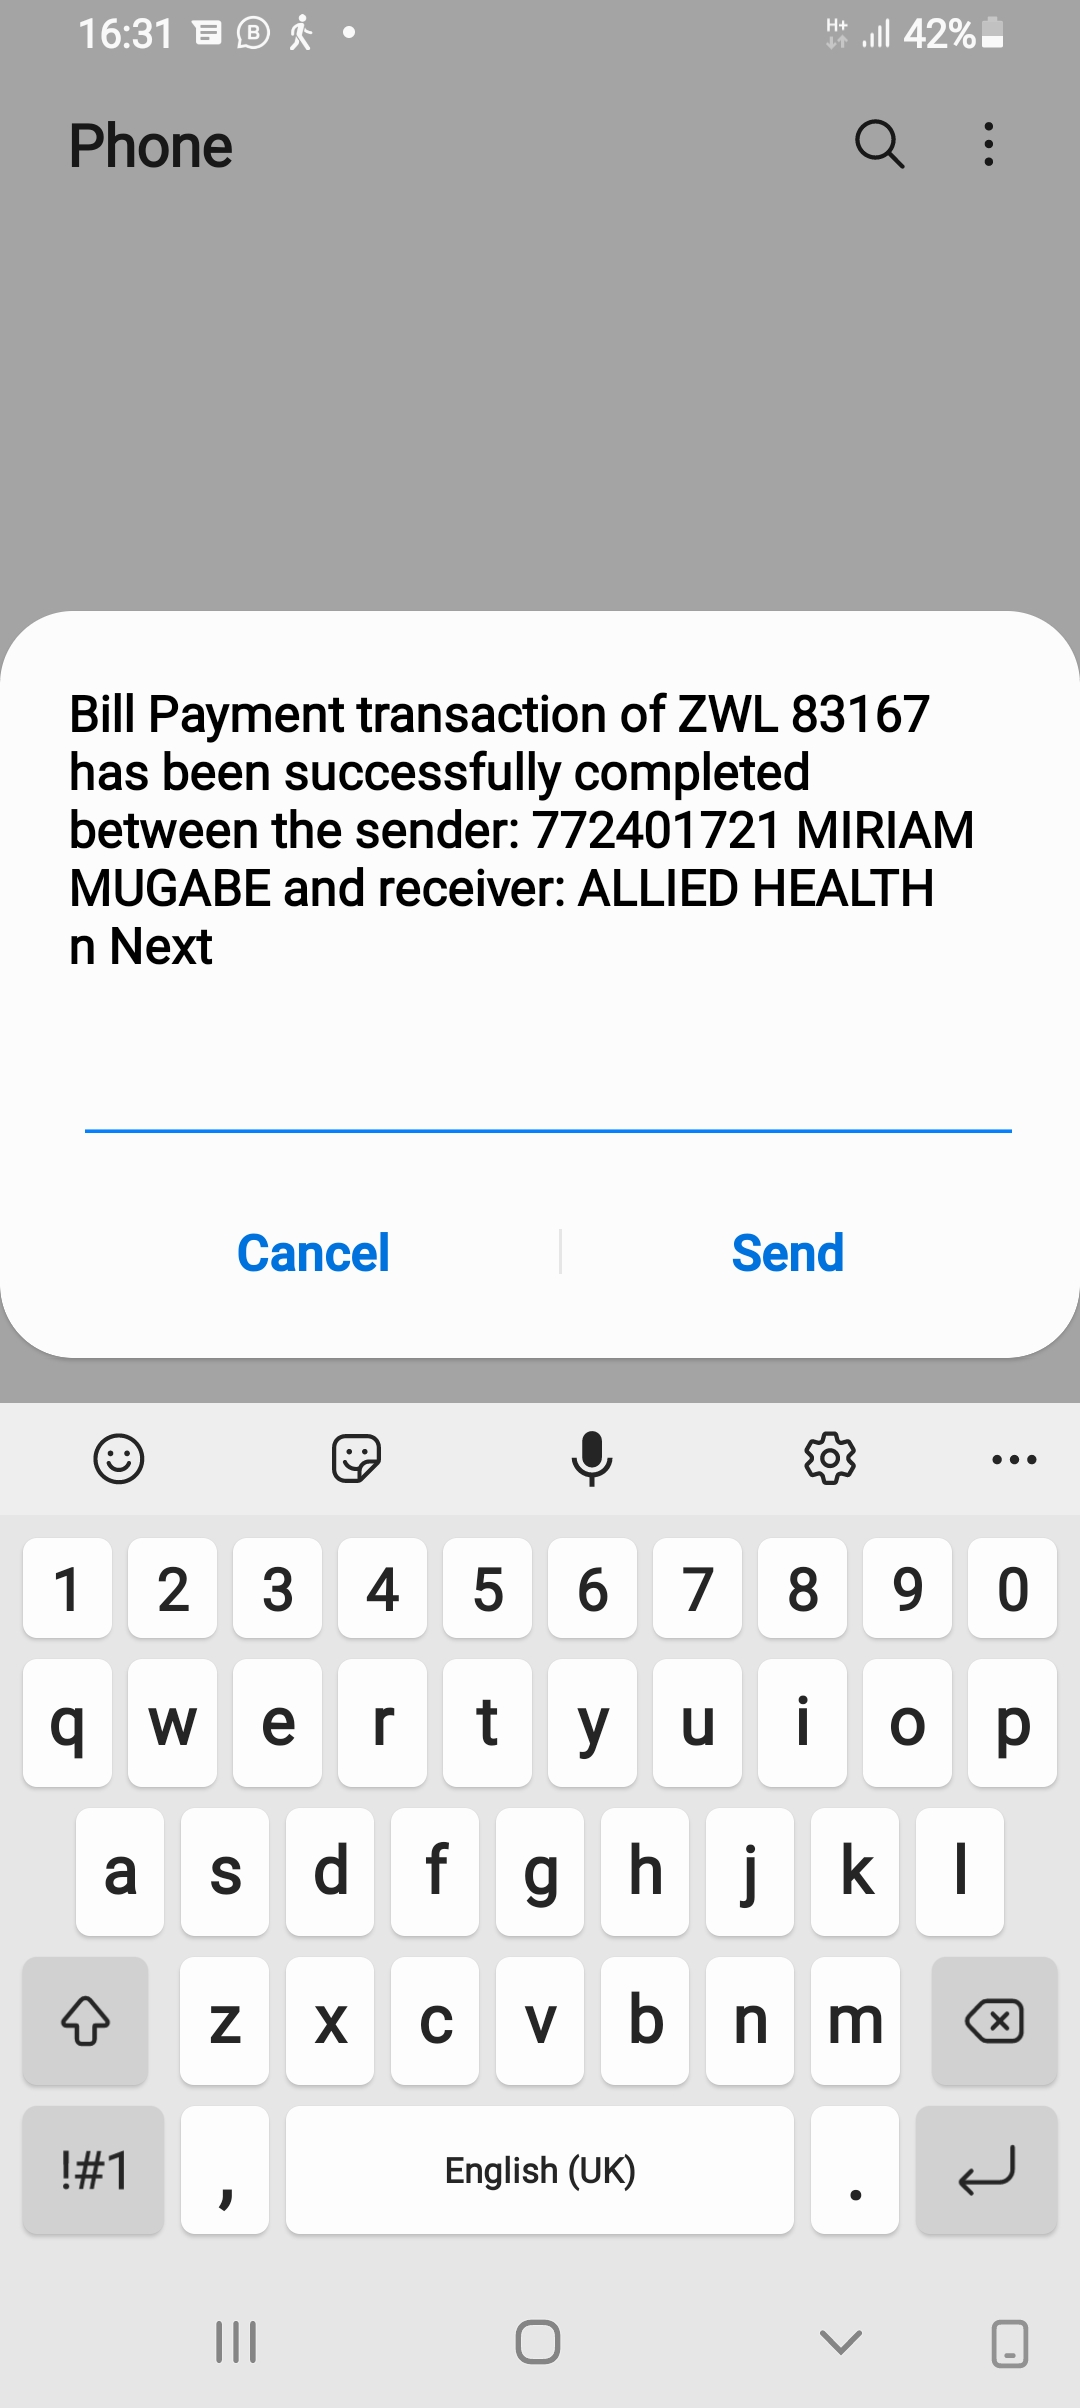 16:31 B H+ 42%
Phone
Bill Payment transaction of ZWL 83167
has been successfully completed
between the sender: 772401721 MIRIAM
MUGABE and receiver: ALLIED HEALTH
n Next
Cancel Send
1 2 3 4 5 6 7 8 9 0
q w e r t y u i o p
a s d f g h j k l
z x c v b n m
!#1 , English (UK) .